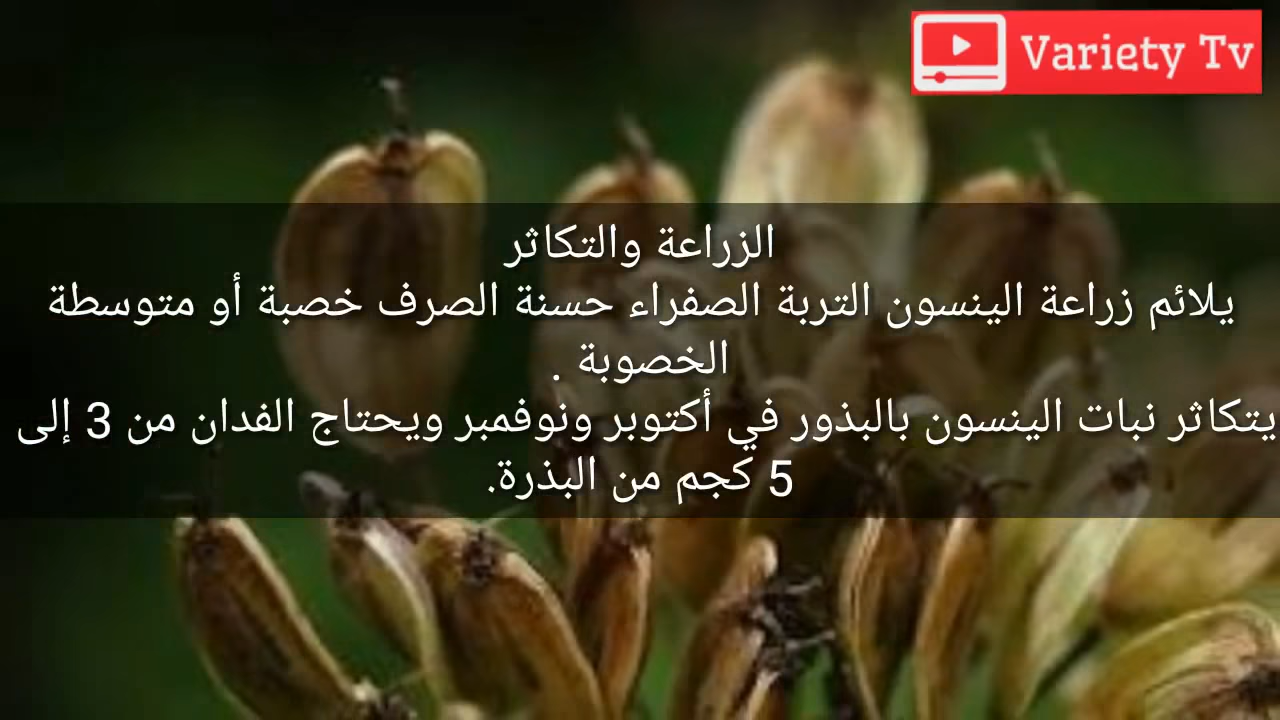 Variety Tv
الزراعة والتكاثر
يلائم زراعة الينسون التربة الصفراء حسنة الصرف خصبة أو متوسطة
الخصوبة .
يتكاثر نبات الينسون بالبذور في أكتوبر ونوفمبر ويحتاج الفدان من 3 إلى
5 كجم من البذرة.